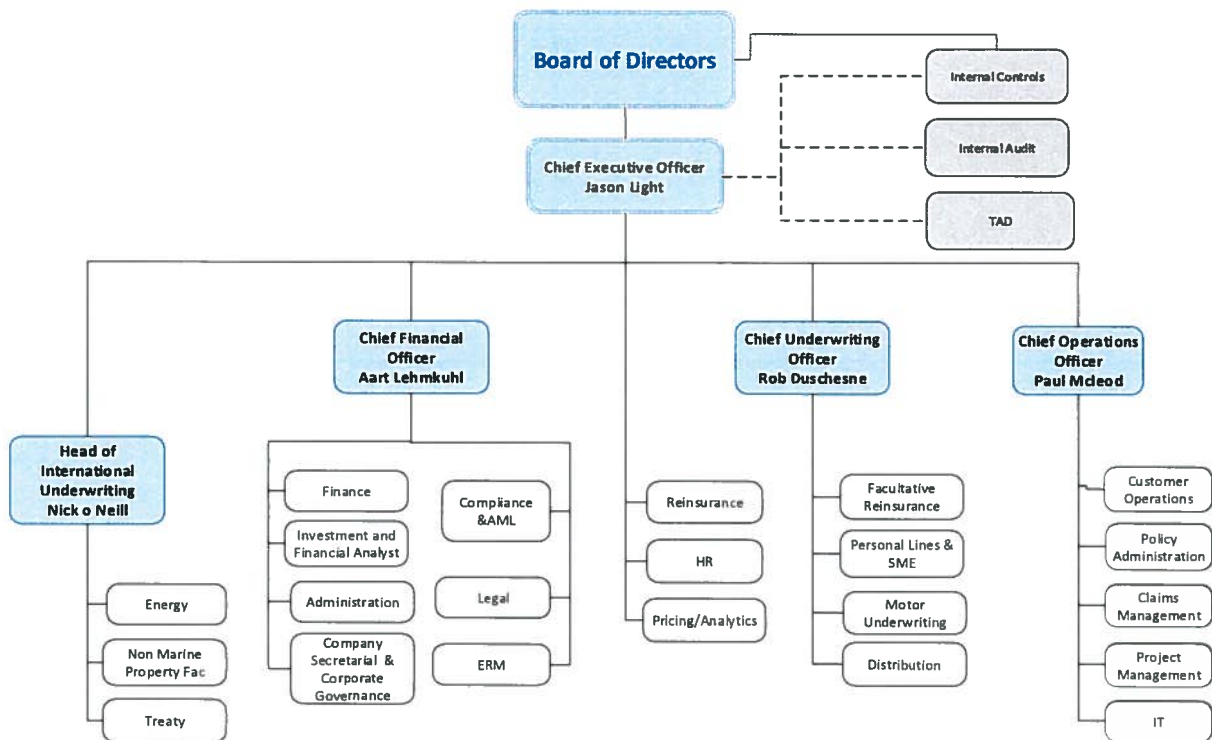 Board of Directors
Internal Controls
Internal Audit
TAD
Chief Executive Officer
Jason Light
Chief Financial
Officer
Aart Lehmkuhl
Chief Underwriting
Officer
Rob Duschesne
Chief Operations
Officer
Paul Mcleod
Head of
International
Underwriting
Nick o Neill
Energy
Non Marine
Property Fac
Treaty
Finance
Investment and
Financial Analyst
Administration
Company
Secretarial &
Corporate
Governance
Compliance
&AML
Legal
ERM
Reinsurance
HR
Pricing/Analytics
Facultative
Reinsurance
Personal Lines &
SME
Motor
Underwriting
Distribution
Customer
Operations
Policy
Administration
Claims
Management
Project
Management
IT